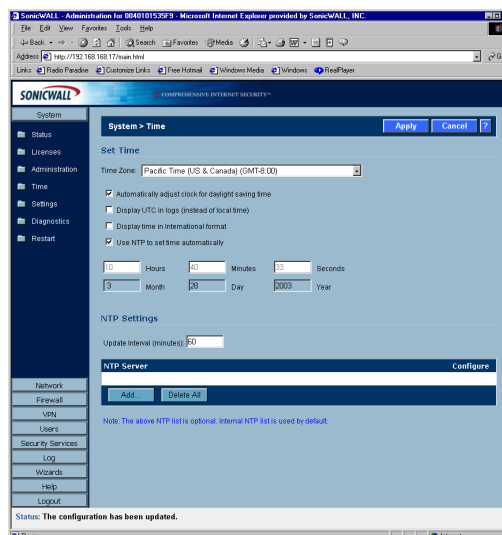 SonicWALL - Administration for 0040101535F9 - Microsoft Internet Explorer provided by SonicWALL, INC.
File Edit View Favorites Tools Help
Back Search Favorites Media
Address http://192.168.168.17/main.html
Links Radio Paradise Customize Links Free Hotmail Windows Media Windows RealPlayer
SONICWALL COMPREHENSIVE INTERNET SECURITY™
System
Status
Licenses
Administration
Time
Settings
Diagnostics
Restart
Network
Firewall
VPN
Users
Security Services
Log
Wizards
Help
Logout
System > Time Apply Cancel ?
Set Time
Time Zone: Pacific Time (US & Canada) (GMT-8:00)
Automatically adjust clock for daylight saving time
Display UTC in logs (instead of local time)
Display time in International format
Use NTP to set time automatically
10 Hours 40 Minutes 33 Seconds
3 Month 28 Day 2003 Year
NTP Settings
Update Interval (minutes): 60
NTP Server Configure
Add... Delete All
Note: The above NTP list is optional. Internal NTP list is used by default.
Status: The configuration has been updated.